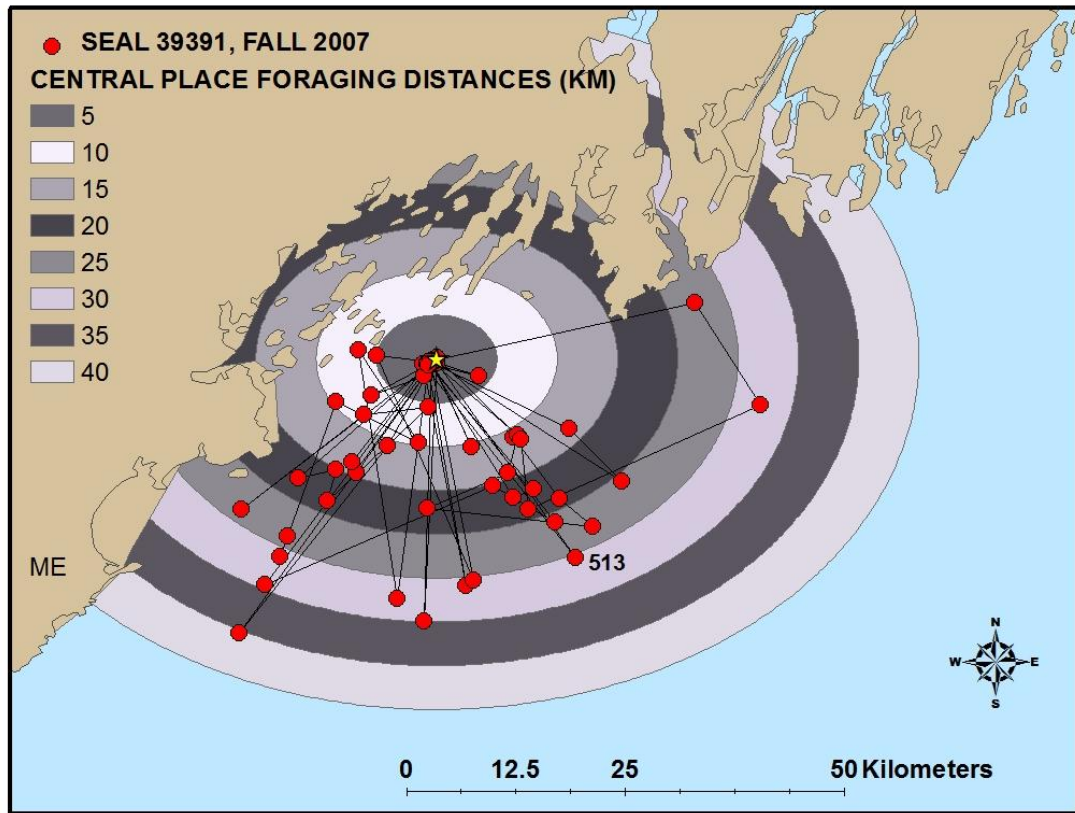 SEAL 39391, FALL 2007
CENTRAL PLACE FORAGING DISTANCES (KM)
5
10
15
20
25
30
35
40
ME
513
N
W E
S
0 12.5 25 50 Kilometers